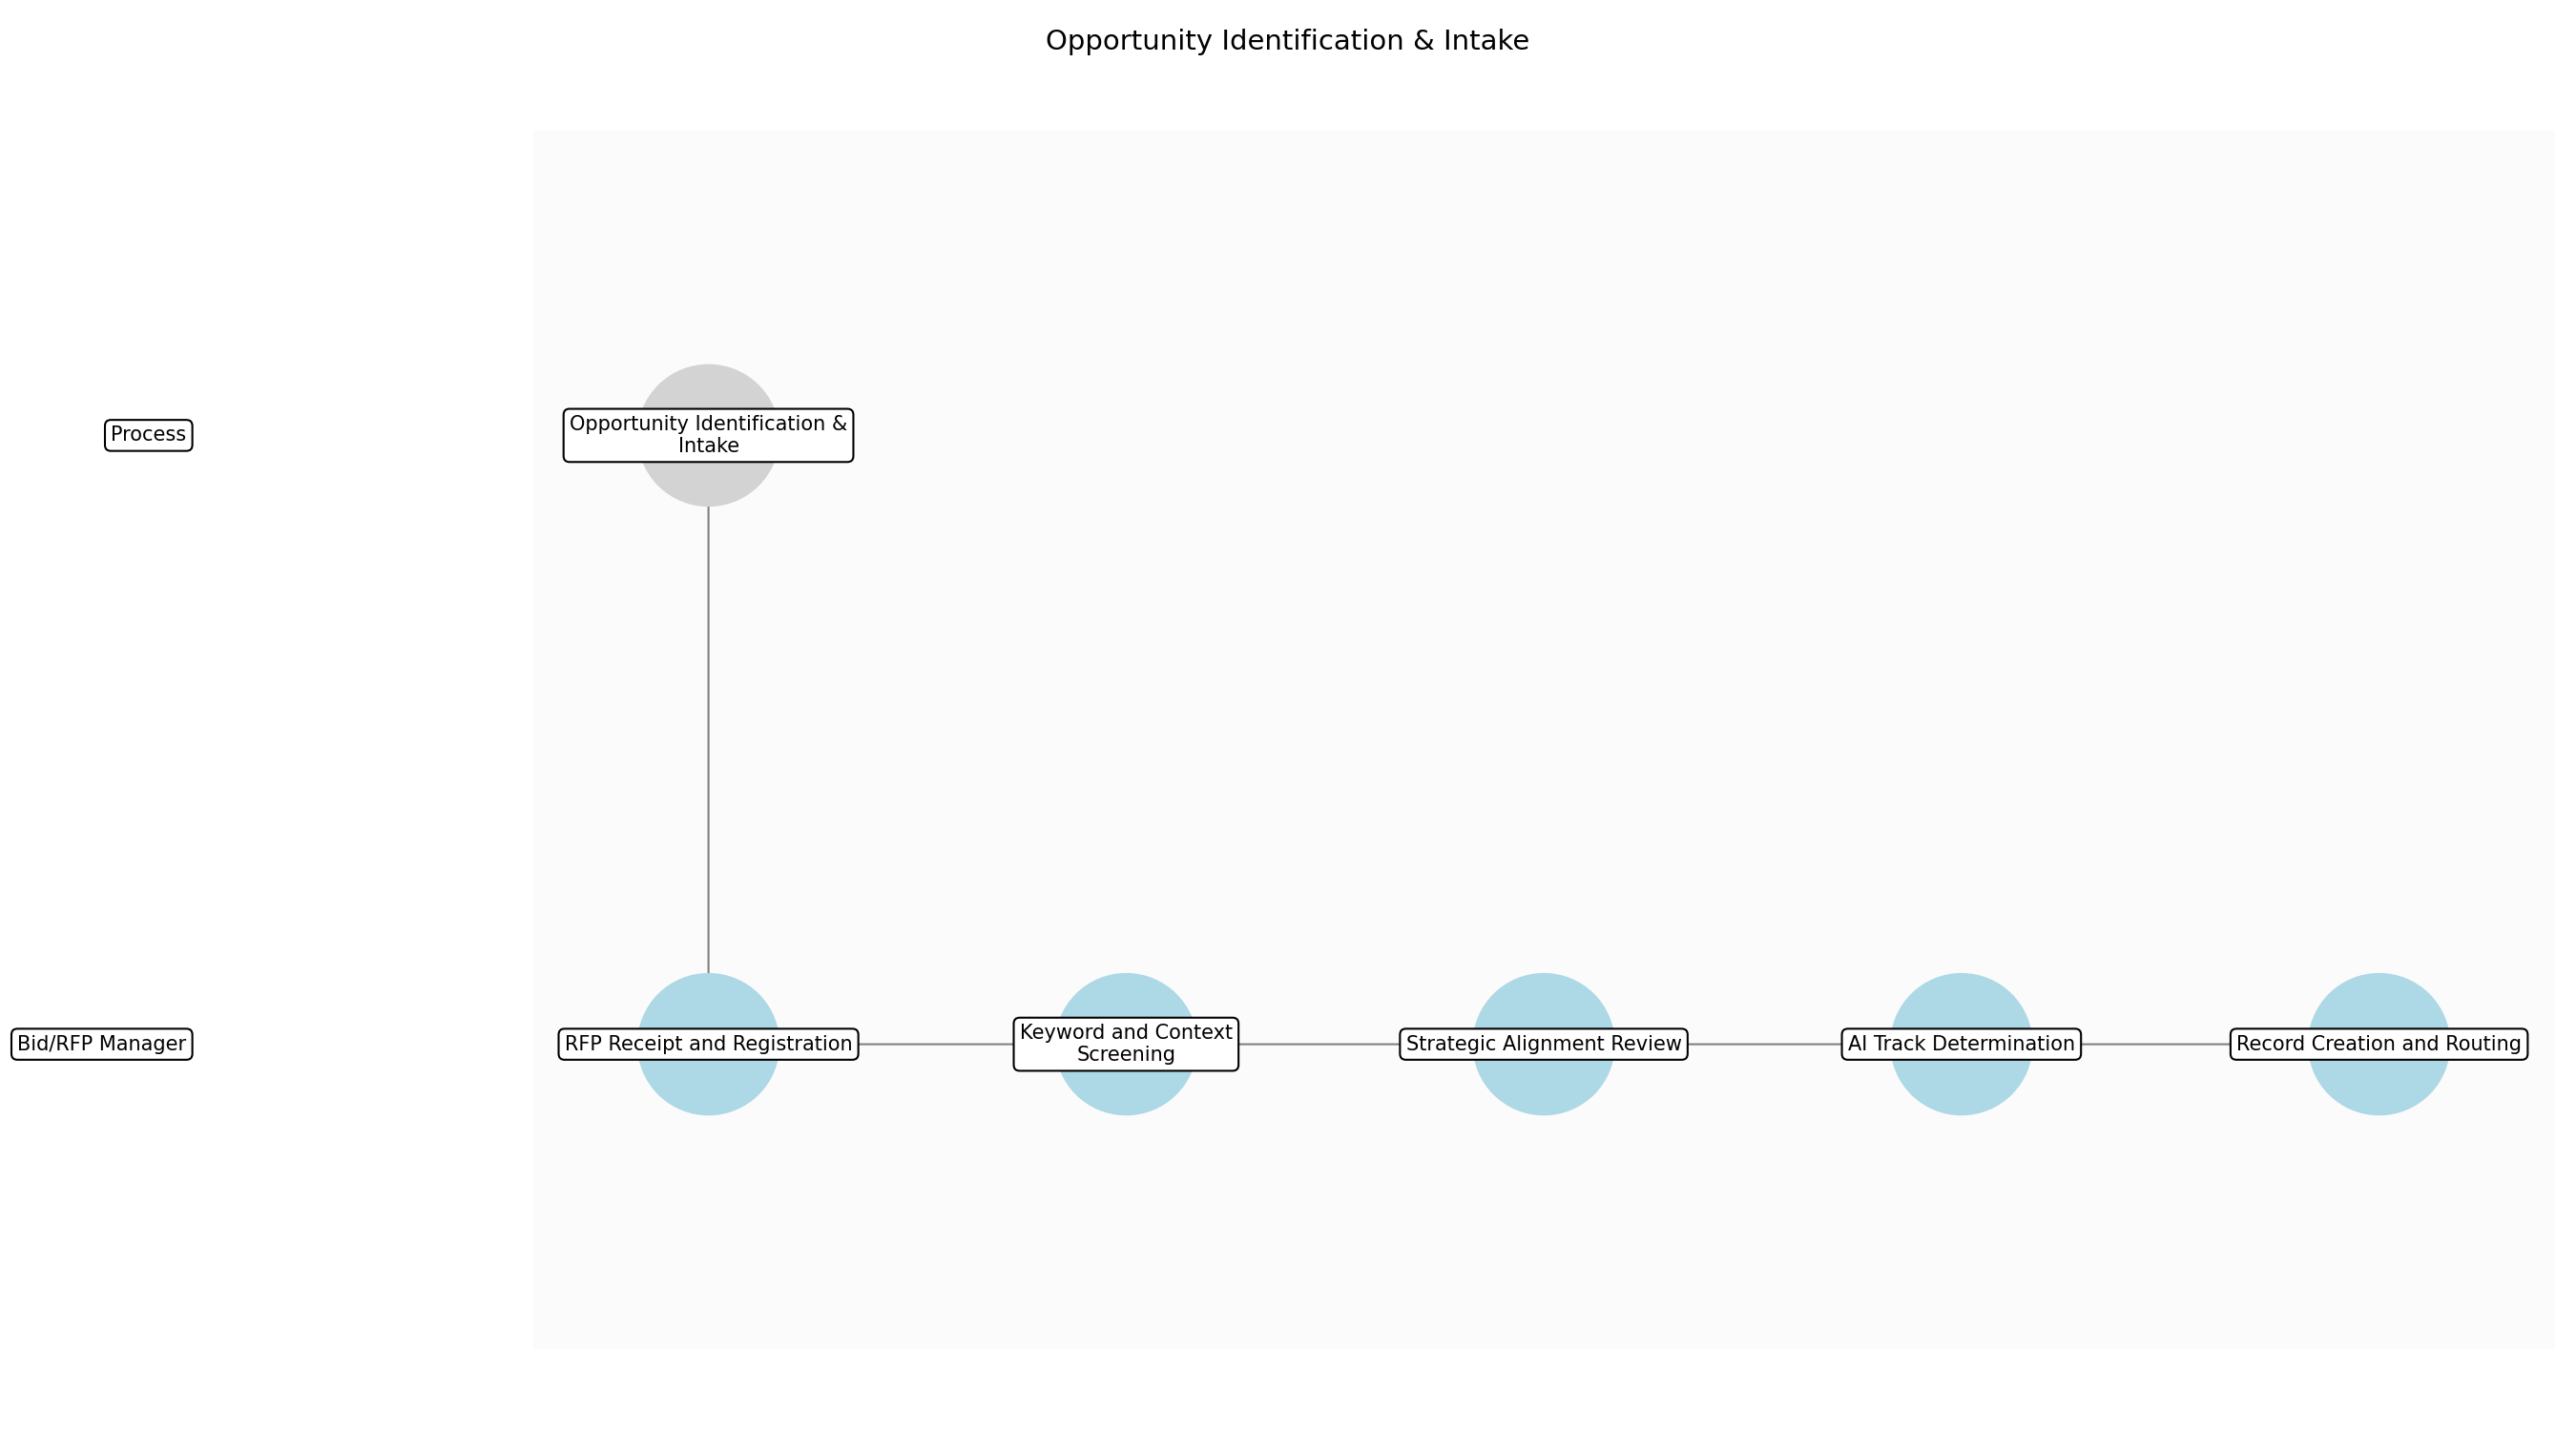 Opportunity Identification & Intake
Process
Opportunity Identification &
Intake
Bid/RFP Manager
RFP Receipt and Registration
Keyword and Context
Screening
Strategic Alignment Review
AI Track Determination
Record Creation and Routing